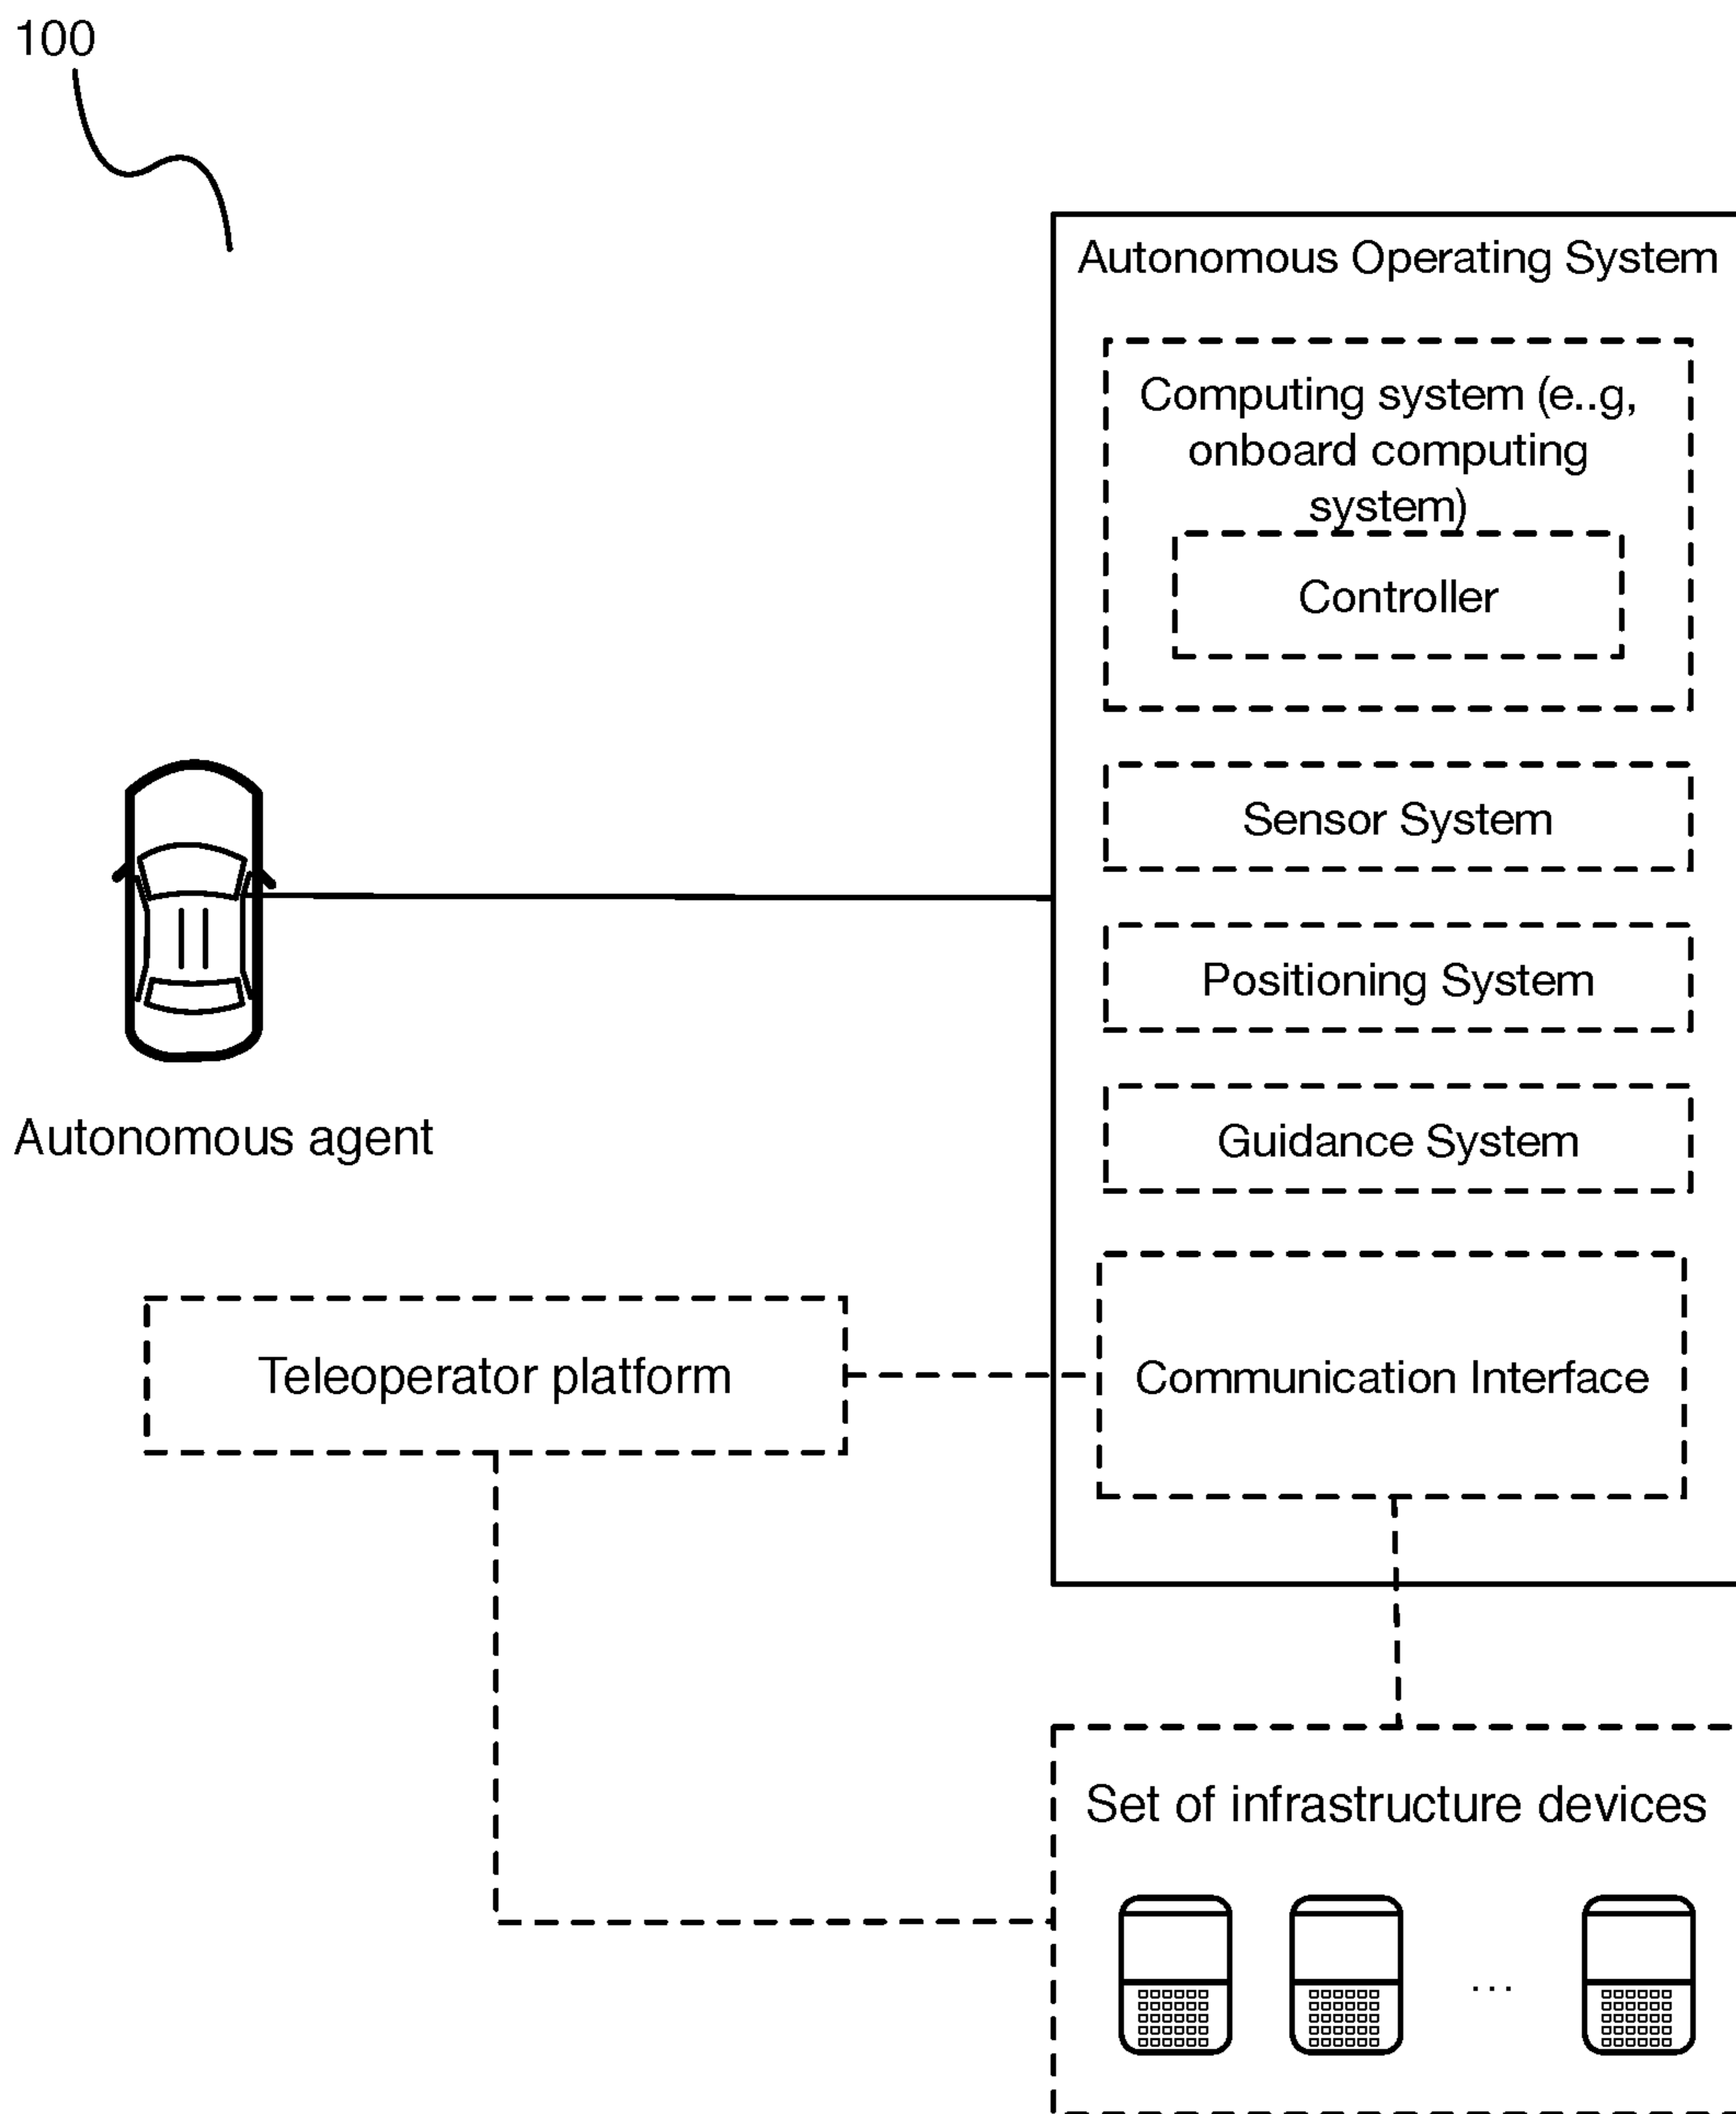 100
Autonomous Operating System
Computing system (e..g,
onboard computing
system)
Controller
Sensor System
Positioning System
Guidance System
Autonomous agent
Teleoperator platform
Communication Interface
Set of infrastructure devices
...